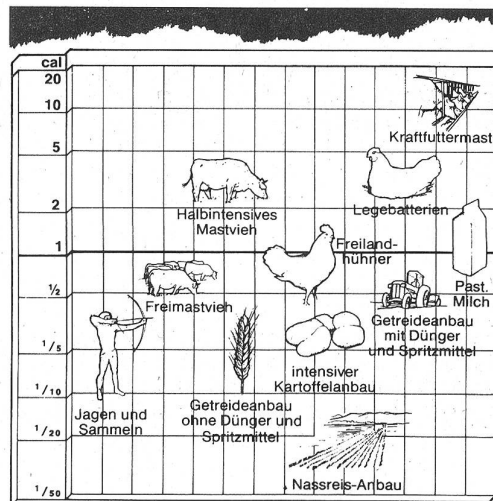 cal
20
10
5
2
1
1/2
1/5
1/10
1/20
1/50
Kraftfuttermast
Halbintensives
Mastvieh
Legebatterien
Freiland-
hühner
Freimastvieh
Past.
Milch
Getreideanbau
mit Dünger
und Spritzmittel
intensiver
Kartoffelanbau
Jagen und
Sammeln
Getreideanbau
ohne Dünger und
Spritzmittel
Nassreis-Anbau